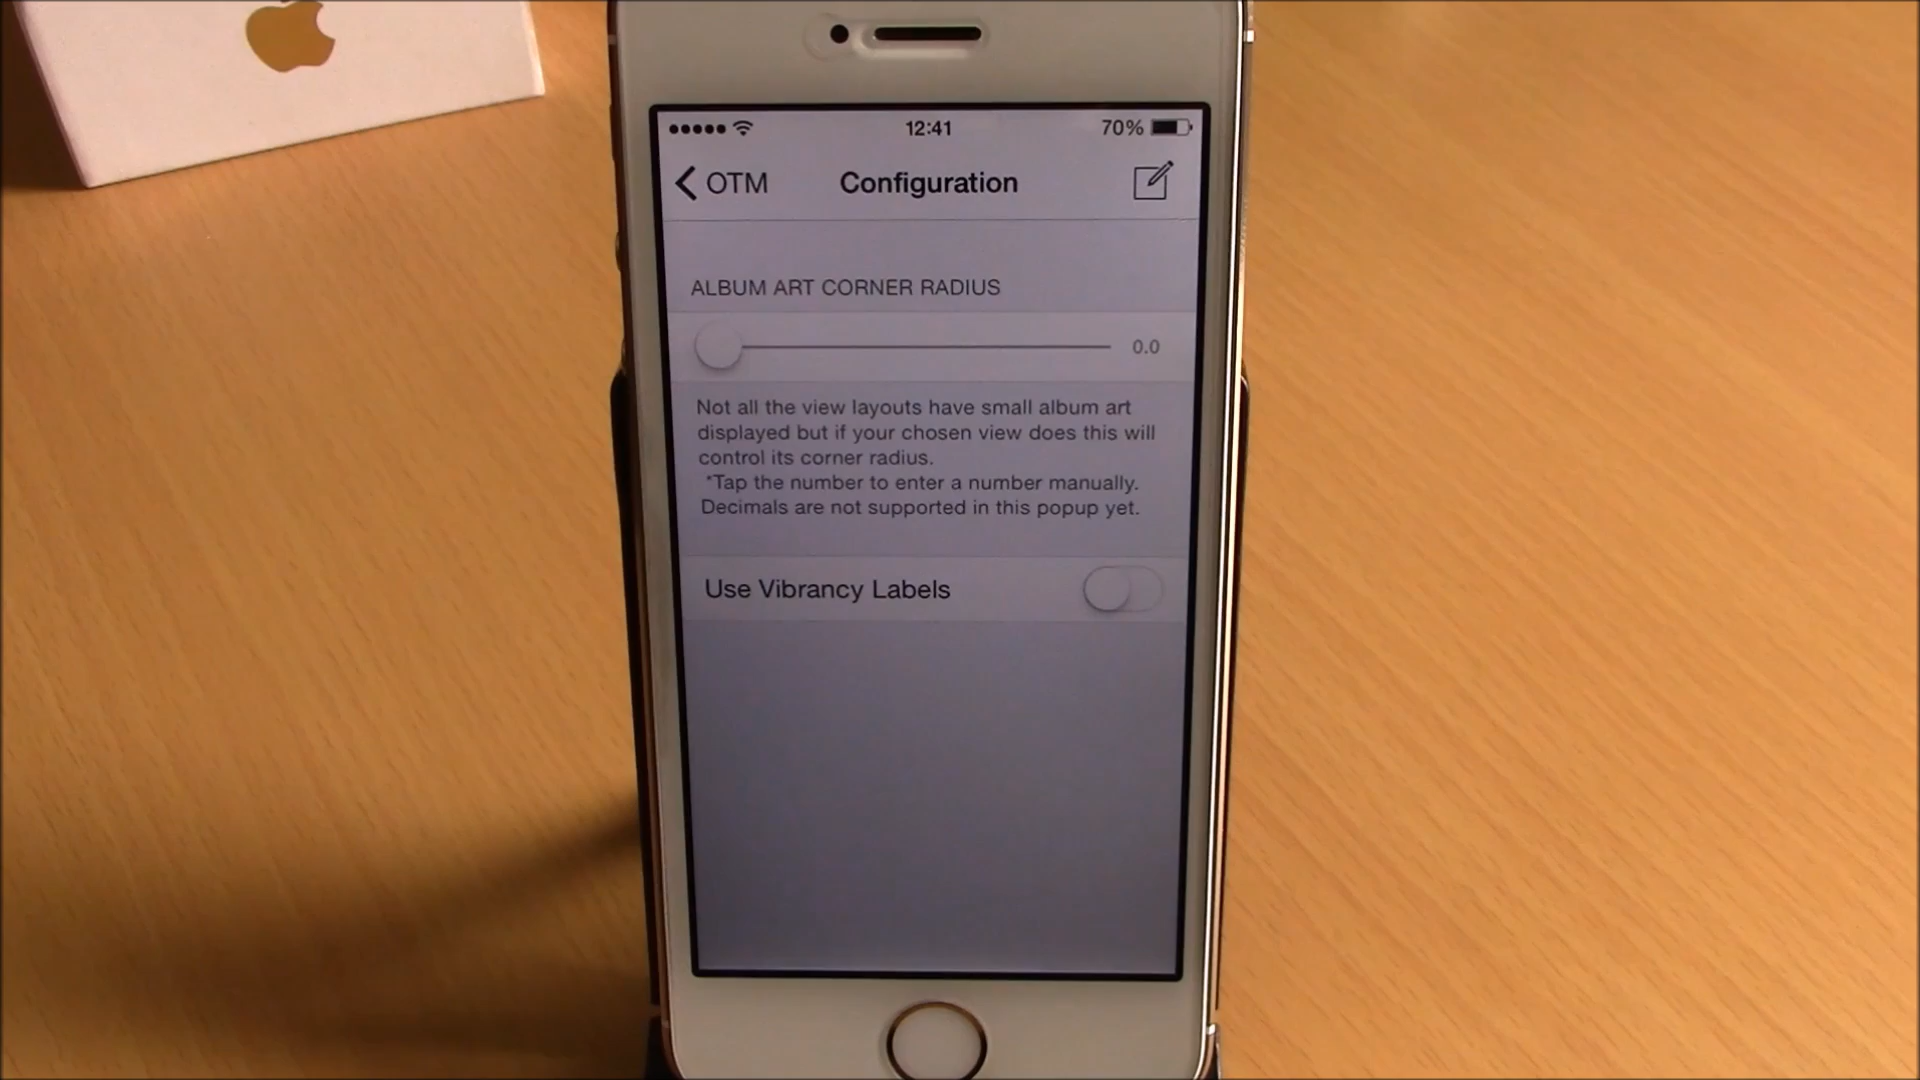 12:41
70%
OTM
Configuration
ALBUM ART CORNER RADIUS
0.0
Not all the view layouts have small album art
displayed but if your chosen view does this will
control its corner radius.
*Tap the number to enter a number manually.
Decimals are not supported in this popup yet.
Use Vibrancy Labels